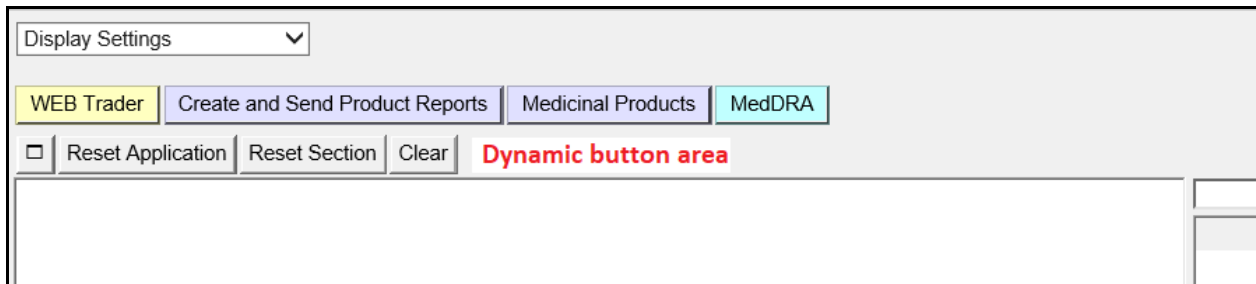 Display Settings
WEB Trader Create and Send Product Reports Medicinal Products MedDRA
Reset Application Reset Section Clear Dynamic button area